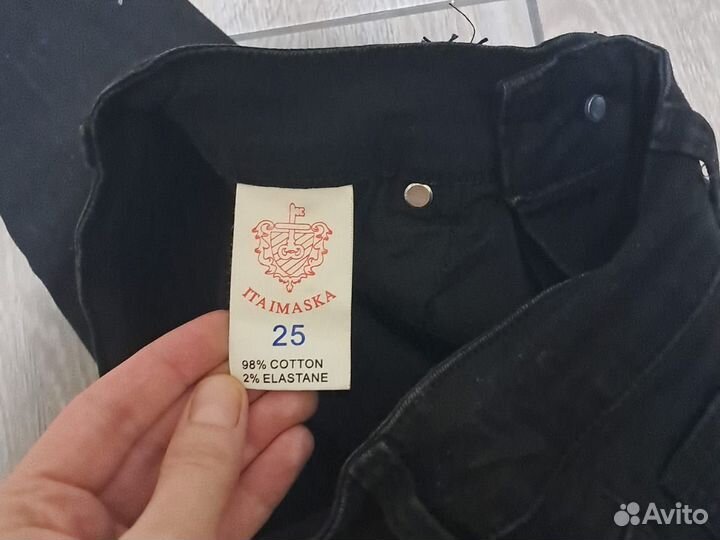 ITAIMASKA
25
98% COTTON
2% ELASTANE
Avito